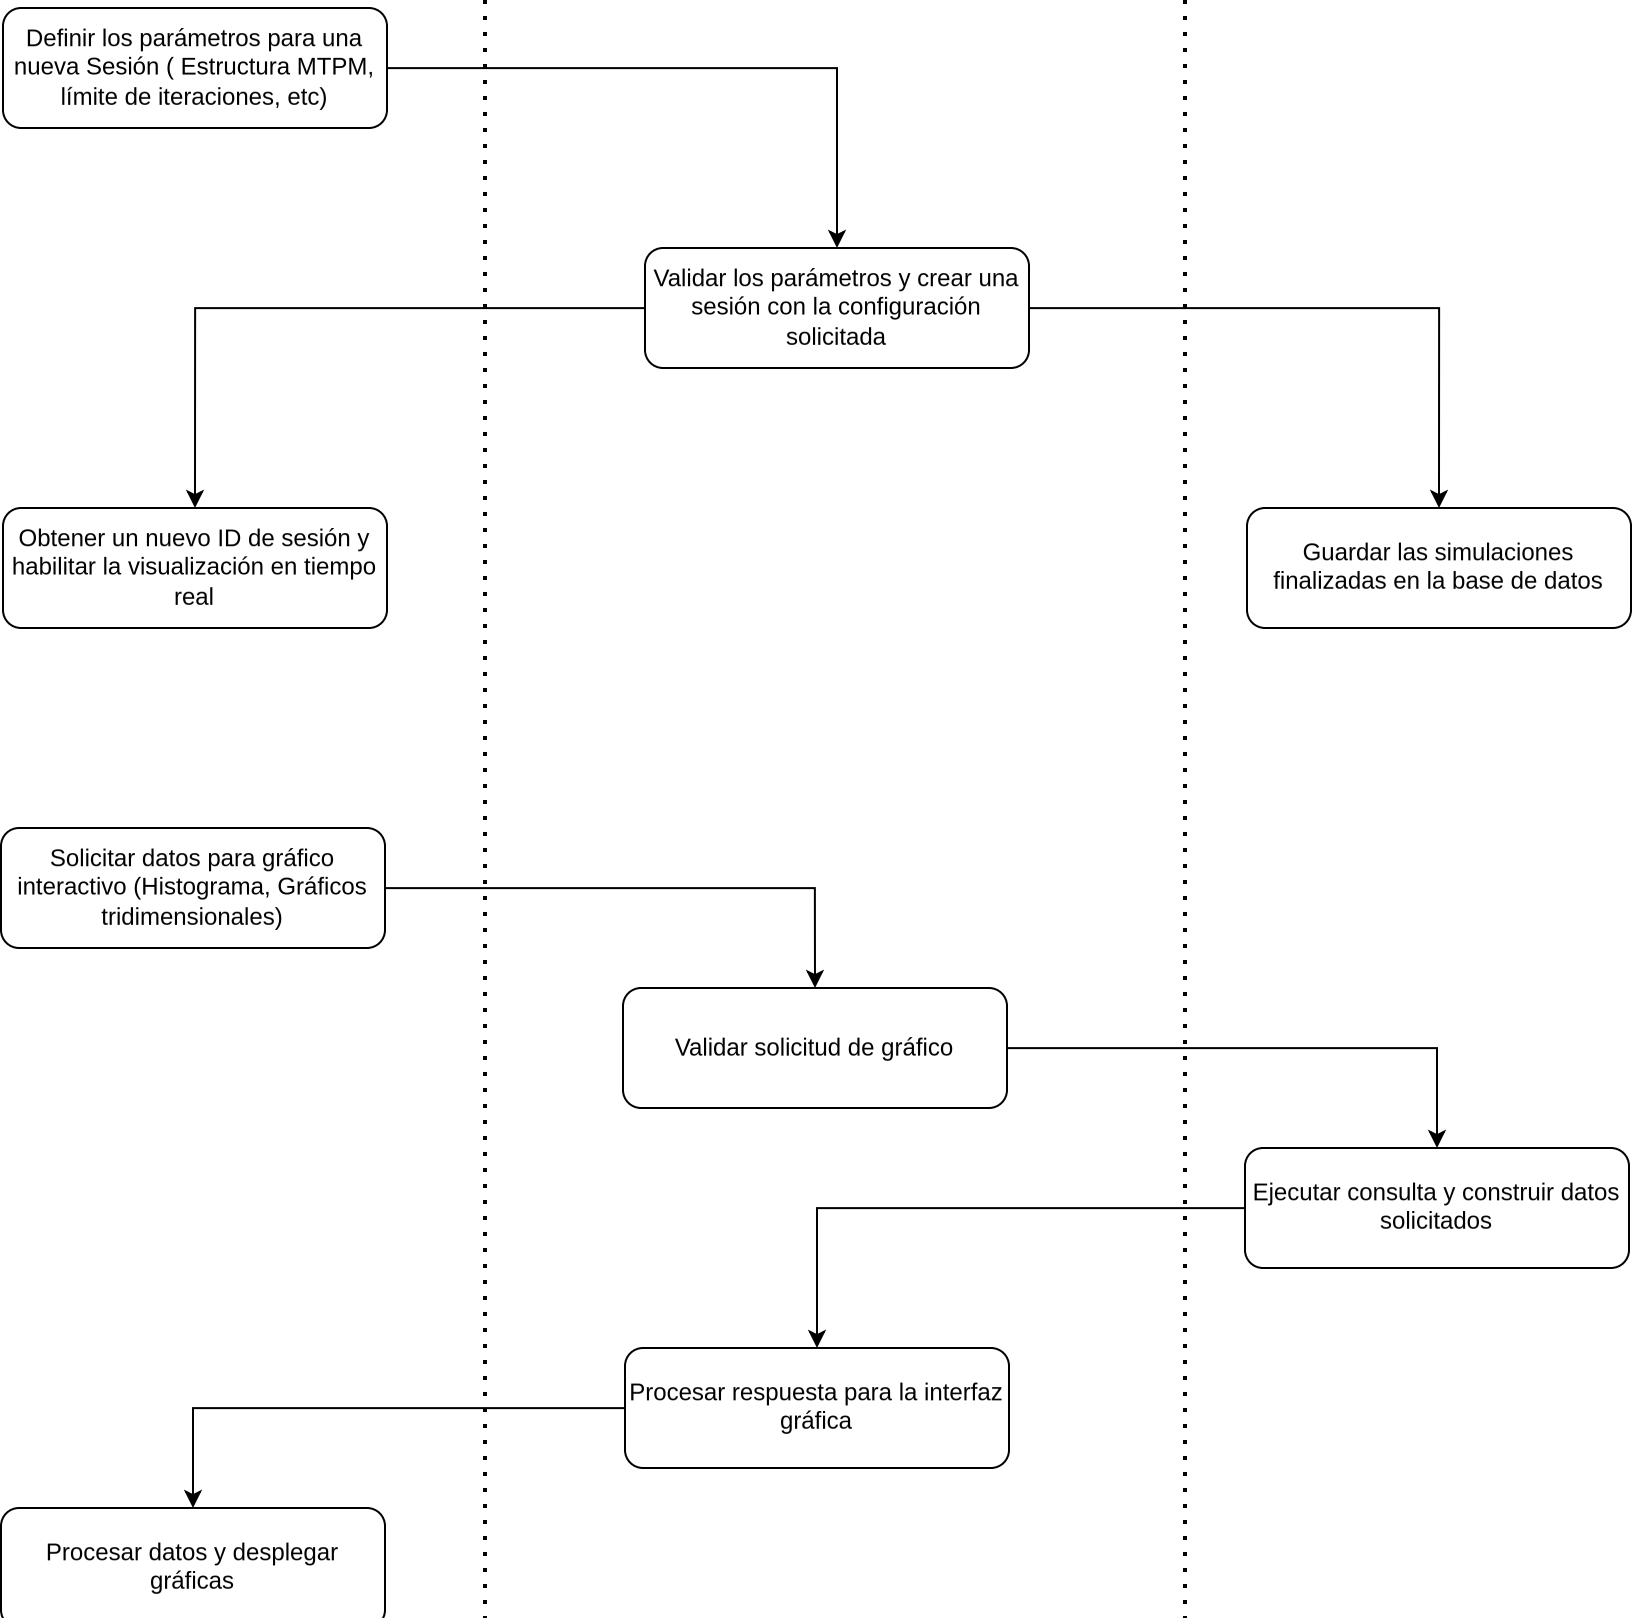 Definir los parámetros para una
nueva Sesión ( Estructura MTPM,
límite de iteraciones, etc)
Validar los parámetros y crear una
sesión con la configuración
solicitada
Obtener un nuevo ID de sesión y
habilitar la visualización en tiempo
real
Guardar las simulaciones
finalizadas en la base de datos
Solicitar datos para gráfico
interactivo (Histograma, Gráficos
tridimensionales)
Validar solicitud de gráfico
Ejecutar consulta y construir datos
solicitados
Procesar respuesta para la interfaz
gráfica
Procesar datos y desplegar
gráficas